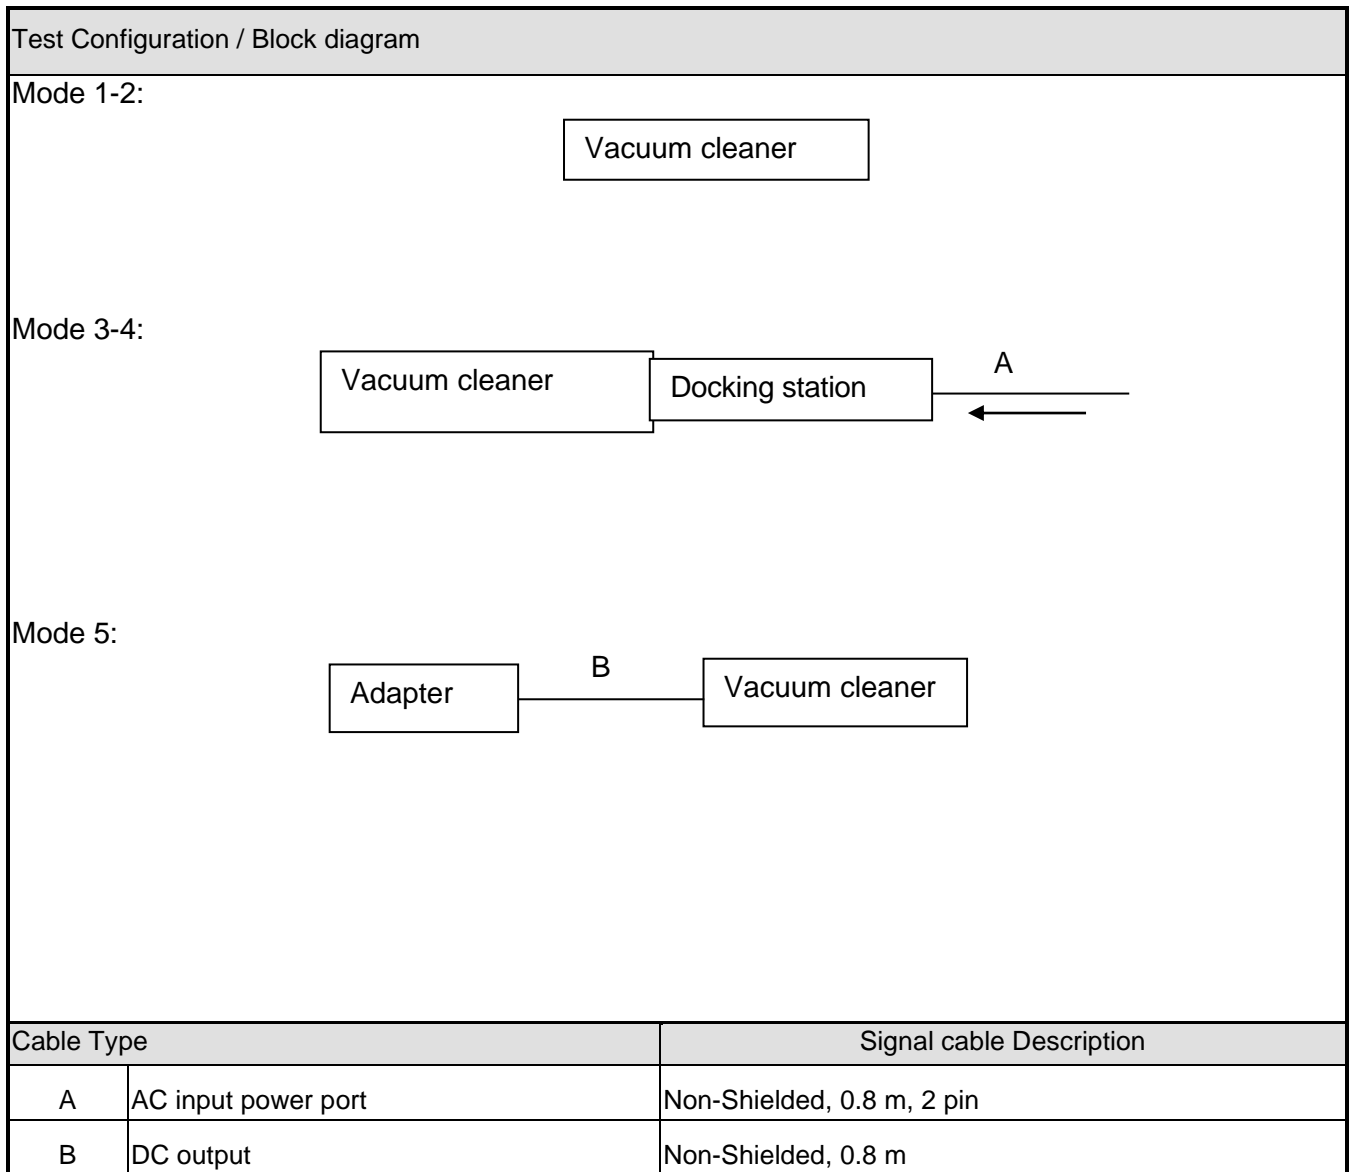 Test Configuration / Block diagram
Mode 1-2:
Vacuum cleaner
Mode 3-4:
Vacuum cleaner
Docking station
A
Mode 5:
Adapter
B
Vacuum cleaner
Cable Type
Signal cable Description
A
AC input power port
Non-Shielded, 0.8 m, 2 pin
B
DC output
Non-Shielded, 0.8 m